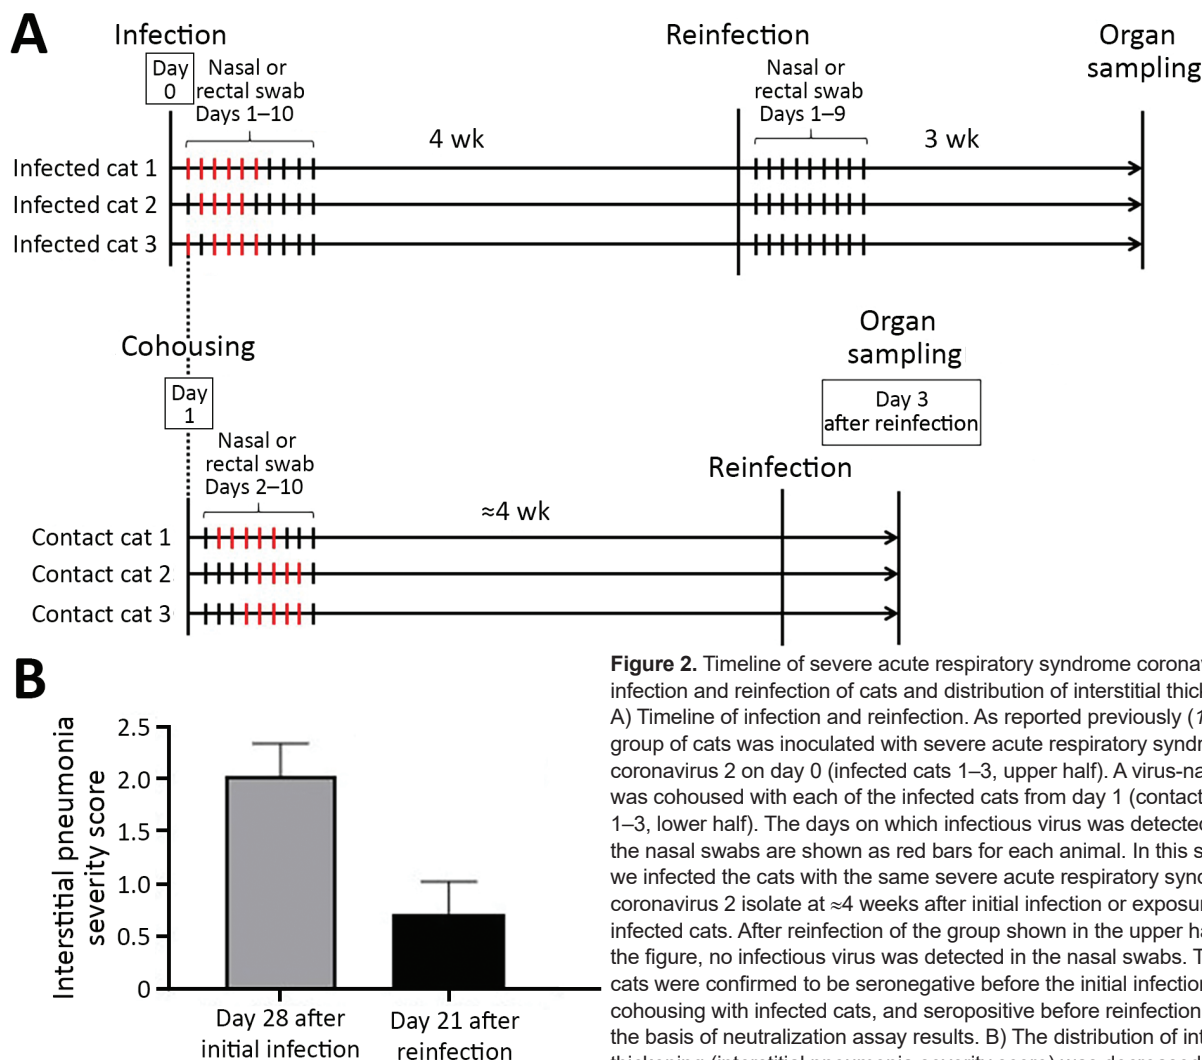 A
Infection
Reinfection
Organ
sampling
Day
0
Nasal or
rectal swab
Days 1–10
Nasal or
rectal swab
Days 1–9
4 wk
3 wk
Infected cat 1
Infected cat 2
Infected cat 3
Cohousing
Day
1
Organ
sampling
Day 3
after reinfection
Nasal or
rectal swab
Days 2–10
Reinfection
≈4 wk
Contact cat 1
Contact cat 2
Contact cat 3
B
Interstitial pneumonia
severity score
2.5
2.0
1.5
1.0
0.5
0
Day 28 after
initial infection
Day 21 after
reinfection
Figure 2. Timeline of severe acute respiratory syndrome
infection and reinfection of cats and distribution of interstitial
A) Timeline of infection and reinfection. As reported previously
group of cats was inoculated with severe acute respiratory
coronavirus 2 on day 0 (infected cats 1–3, upper half). A
was cohoused with each of the infected cats from day 1 (contact
1–3, lower half). The days on which infectious virus was detected
the nasal swabs are shown as red bars for each animal. In this
we infected the cats with the same severe acute respiratory
coronavirus 2 isolate at ≈4 weeks after initial infection or
infected cats. After reinfection of the group shown in the upper
the figure, no infectious virus was detected in the nasal swabs.
cats were confirmed to be seronegative before the initial infection
cohousing with infected cats, and seropositive before reinfection
the basis of neutralization assay results. B) The distribution of